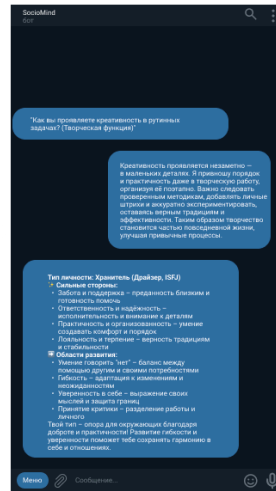 SocioMind
бот
"Как вы проявляете креативность в рутинных
задачах? (Творческая функция)"
Креативность проявляется незаметно —
в маленьких деталях. Я привношу порядок
и практичность даже в творческую работу,
организуя её поэтапно. Важно следовать
проверенным методикам, добавлять личные
штрихи и аккуратно экспериментировать,
оставаясь верным традициям и
эффективности. Таким образом творчество
становится частью повседневной жизни,
улучшая привычные процессы.
Тип личности: Хранитель (Драйзер, ISFJ)
✨ Сильные стороны:
• Забота и поддержка – преданность близким и
готовность помочь
• Ответственность и надёжность –
исполнительность и внимание к деталям
• Практичность и организованность – умение
создавать комфорт и порядок
• Лояльность и терпение – верность традициям
и стабильности
Области развития:
• Умение говорить "нет" – баланс между
помощью другим и своими потребностями
• Гибкость – адаптация к изменениям и
неожиданностям
• Уверенность в себе – выражение своих
мыслей и защита границ
• Принятие критики – разделение работы и
личного
Твой тип – опора для окружающих благодаря
доброте и практичности! Развитие гибкости и
уверенности поможет тебе сохранять гармонию в
себе и отношениях.
Меню
Сообщение...